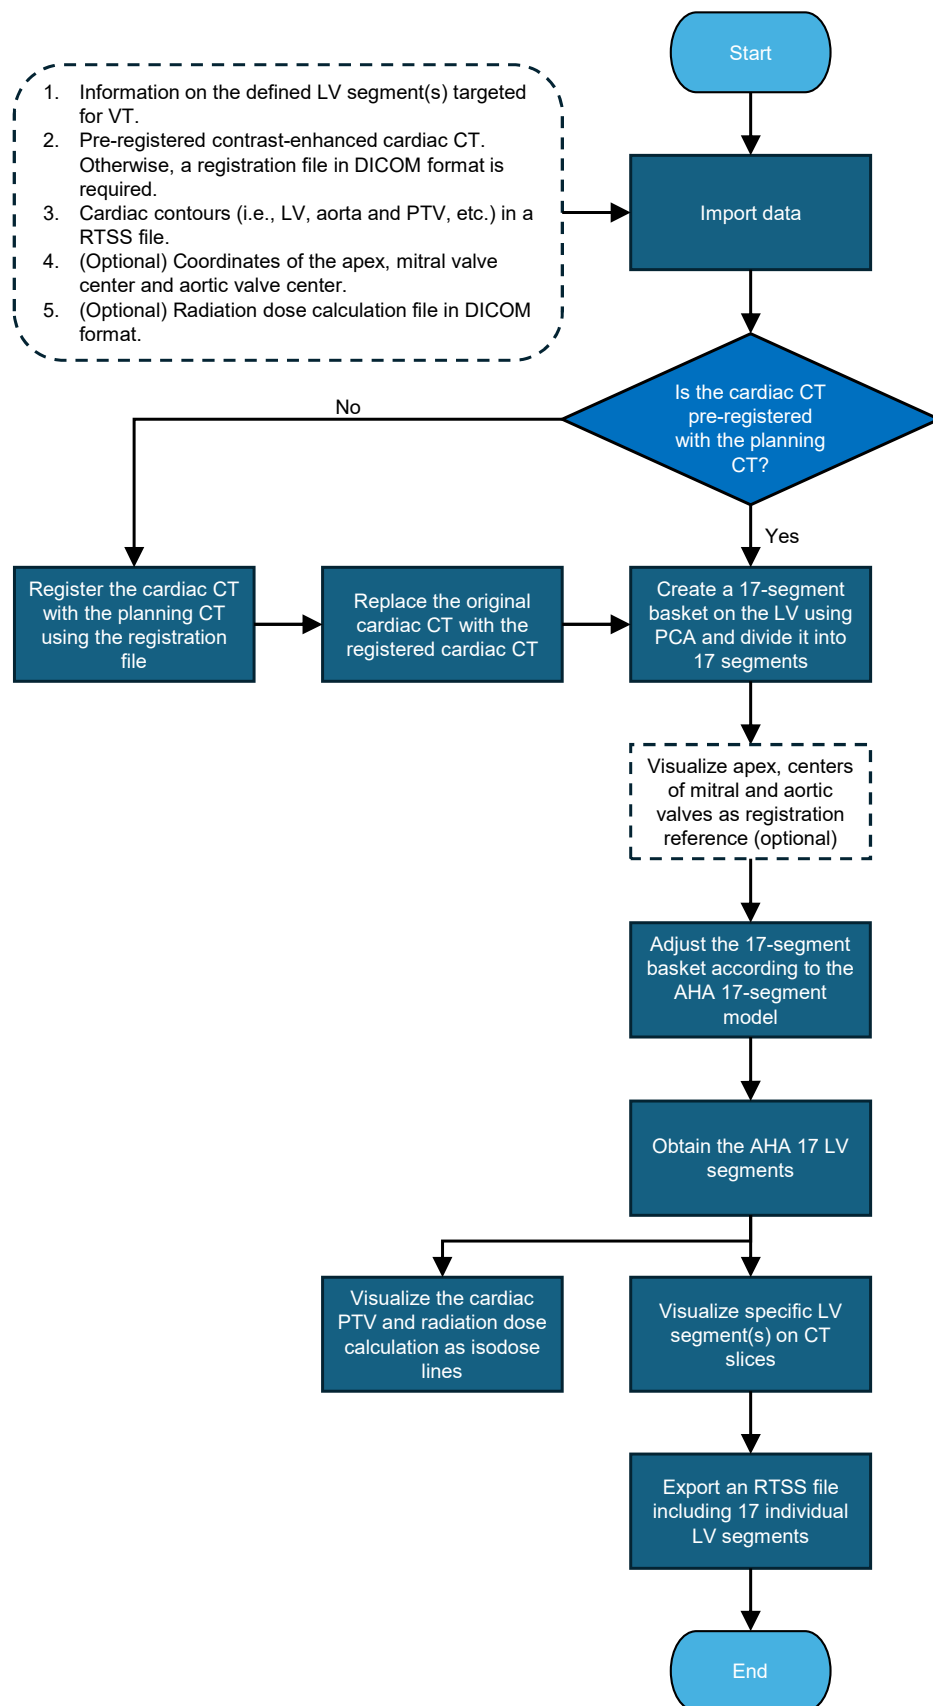 Start
1. Information on the defined LV segment(s) targeted
for VT.
2. Pre-registered contrast-enhanced cardiac CT.
Otherwise, a registration file in DICOM format is
required.
3. Cardiac contours (i.e., LV, aorta and PTV, etc.) in a
RTSS file.
4. (Optional) Coordinates of the apex, mitral valve
center and aortic valve center.
5. (Optional) Radiation dose calculation file in DICOM
format.
Import data
Is the cardiac CT
pre-registered
with the planning
CT?
No
Yes
Register the cardiac CT
with the planning CT
using the registration
file
Replace the original
cardiac CT with the
registered cardiac CT
Create a 17-segment
basket on the LV using
PCA and divide it into
17 segments
Visualize apex, centers
of mitral and aortic
valves as registration
reference (optional)
Adjust the 17-segment
basket according to the
AHA 17-segment
model
Obtain the AHA 17 LV
segments
Visualize the cardiac
PTV and radiation dose
calculation as isodose
lines
Visualize specific LV
segment(s) on CT
slices
Export an RTSS file
including 17 individual
LV segments
End